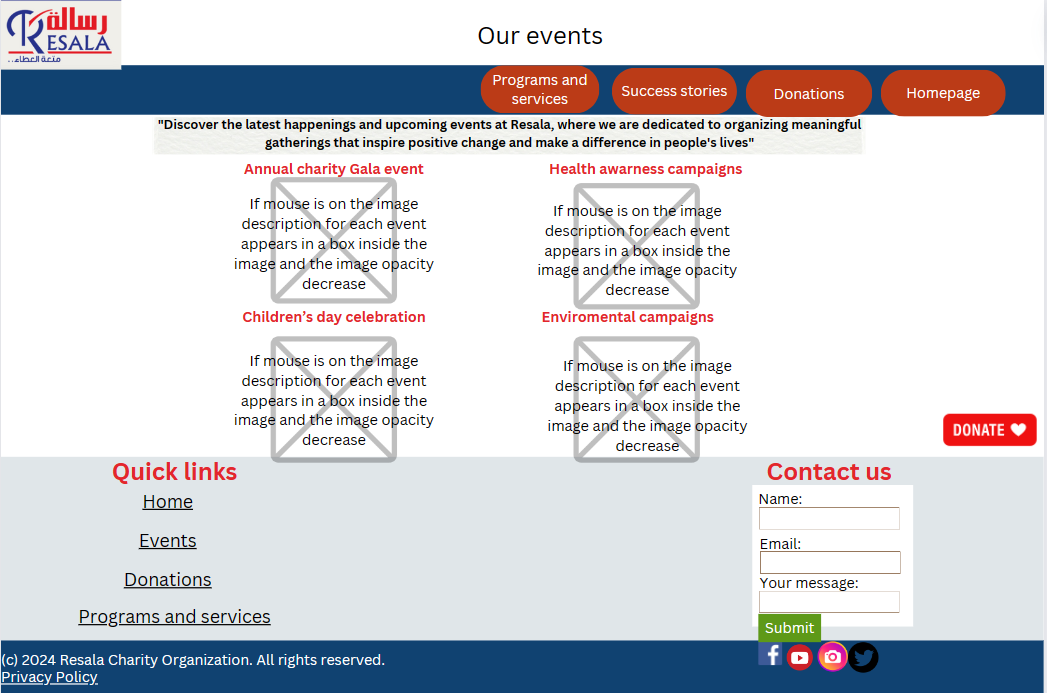 رسالة
RESALA
متعة العطاء..
Our events
Programs and
services
Success stories
Donations
Homepage
"Discover the latest happenings and upcoming events at Resala, where we are dedicated to organizing meaningful
gatherings that inspire positive change and make a difference in people's lives"
Annual charity Gala event
If mouse is on the image
description for each event
appears in a box inside the
image and the image opacity
decrease
Health awarness campaigns
If mouse is on the image
description for each event
appears in a box inside the
image and the image opacity
decrease
Children’s day celebration
If mouse is on the image
description for each event
appears in a box inside the
image and the image opacity
decrease
Enviromental campaigns
If mouse is on the image
description for each event
appears in a box inside the
image and the image opacity
decrease
DONATE
Quick links
Home
Events
Donations
Programs and services
Contact us
Name:
Email:
Your message:
Submit
(c) 2024 Resala Charity Organization. All rights reserved.
Privacy Policy